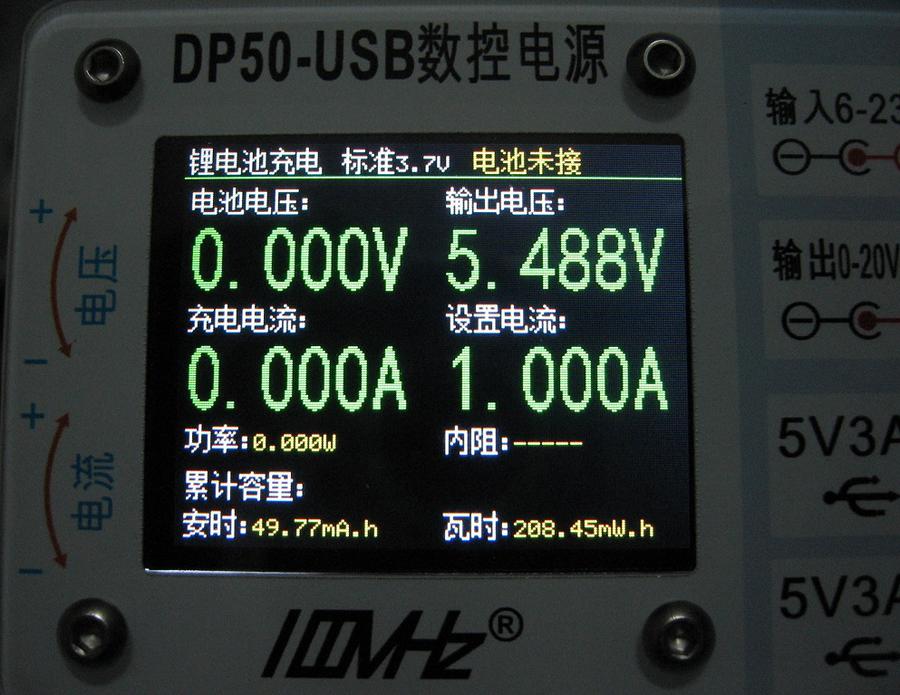 DP50-USB数控电源
锂电池充电 标准3.7V 电池未接
电池电压: 输出电压:
0.000V 5.488V
充电电流: 设置电流:
0.000A 1.000A
功率:0.000W 内阻:-----
累计容量:
安时:49.77mA.h 瓦时:208.45mW.h
+
电压
-
+
电流
-
100MHz®
输入6-23
输出0-20V
5V3A
5V3A